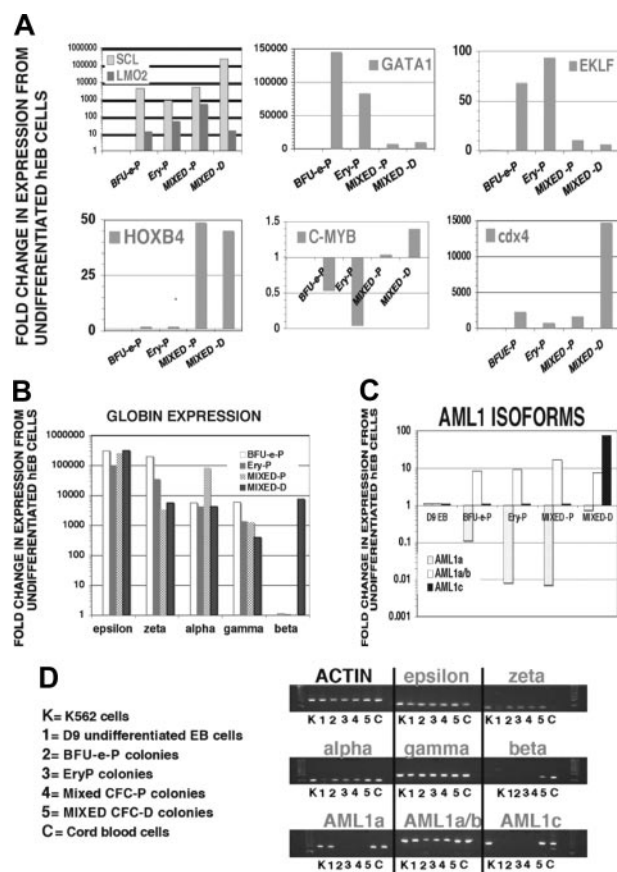 A
FOLD CHANGE IN EXPRESSION FROM
UNDIFFERENTIATED hEB CELLS
1000000
100000
10000
1000
100
10
1
SCL
LMO2
BFU-e-P
Ery-P
MIXED -P
MIXED -D
150000
100000
50000
0
GATA1
BFU-e-P
Ery-P
MIXED -P
MIXED -D
100
50
0
EKLF
BFU-e-P
Ery-P
MIXED -P
MIXED -D
50
25
0
HOXB4
BFU-e-P
Ery-P
MIXED -P
MIXED -D
1.5
1
0.5
0
C-MYB
BFU-e-P
Ery-P
MIXED -P
MIXED -D
15000
10000
5000
0
cdx4
BFUE-P
Ery-P
MIXED -P
MIXED -D
B
GLOBIN EXPRESSION
FOLD CHANGE IN EXPRESSION FROM
UNDIFFERENTIATED hEB CELLS
1000000
100000
10000
1000
100
10
1
BFU-e-P
Ery-P
MIXED-P
MIXED-D
epsilon zeta alpha gamma beta
C
AML1 ISOFORMS
FOLD CHANGE IN EXPRESSION FROM
UNDIFFERENTIATED hEB CELLS
100
10
1
0.1
0.01
0.001
D9 EB BFU-e-P Ery-P MIXED -P MIXED-D
AML1a
AML1a/b
AML1c
D
K= K562 cells
1= D9 undifferentiated EB cells
2= BFU-e-P colonies
3= EryP colonies
4= Mixed CFC-P colonies
5= MIXED CFC-D colonies
C= Cord blood cells
ACTIN epsilon zeta
K 1 2 3 4 5 C K 1 2 3 4 5 C K 1 2 3 4 5 C
alpha gamma beta
K 1 2 3 4 5 C K 1 2 3 4 5 C K 1 2 3 4 5 C
AML1a AML1a/b AML1c
K 1 2 3 4 5 C K 1 2 3 4 5 C K 1 2 3 4 5 C